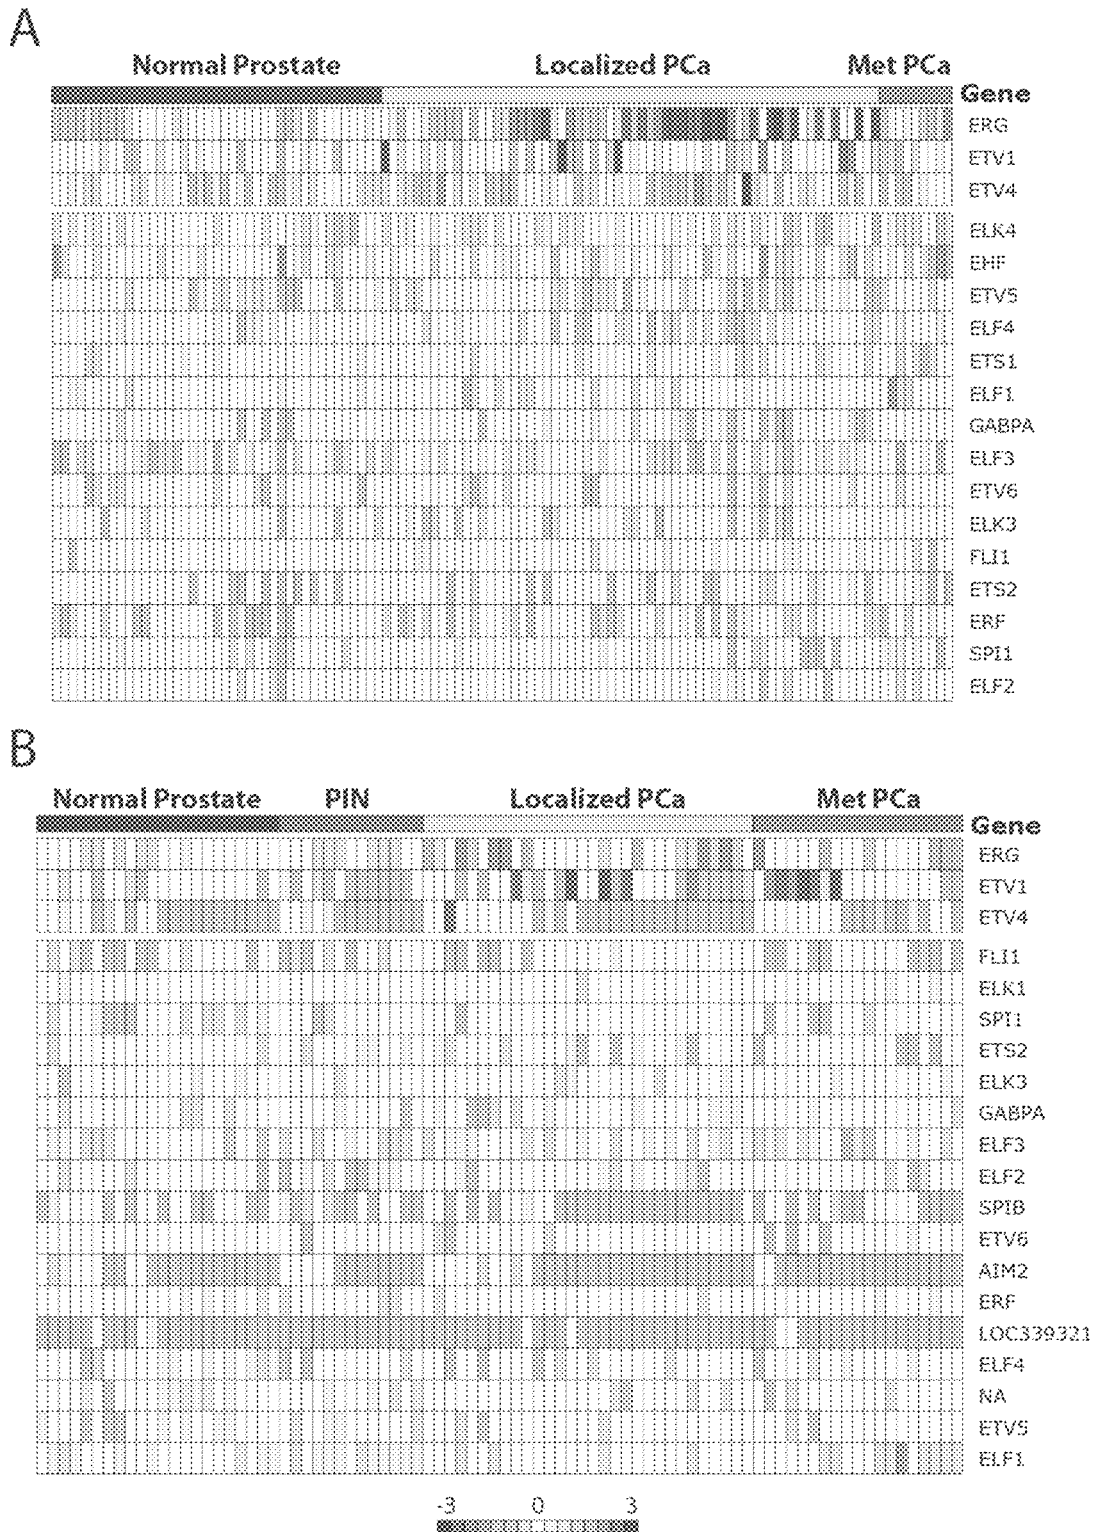 A
Normal Prostate Localized PCa Met PCa
Gene
ERG
ETV1
ETV4
ELK4
EHF
ETV5
ELF4
ETS1
ELF1
GABPA
ELF3
ETV6
ELK3
FLI1
ETS2
ERF
SPI1
ELF2
B
Normal Prostate PIN Localized PCa Met PCa
Gene
ERG
ETV1
ETV4
FLI1
ELK1
SPI1
ETS2
ELK3
GABPA
ELF3
ELF2
SPIB
ETV6
AIM2
ERF
LOC339321
ELF4
NA
ETV5
ELF1
-3 0 3